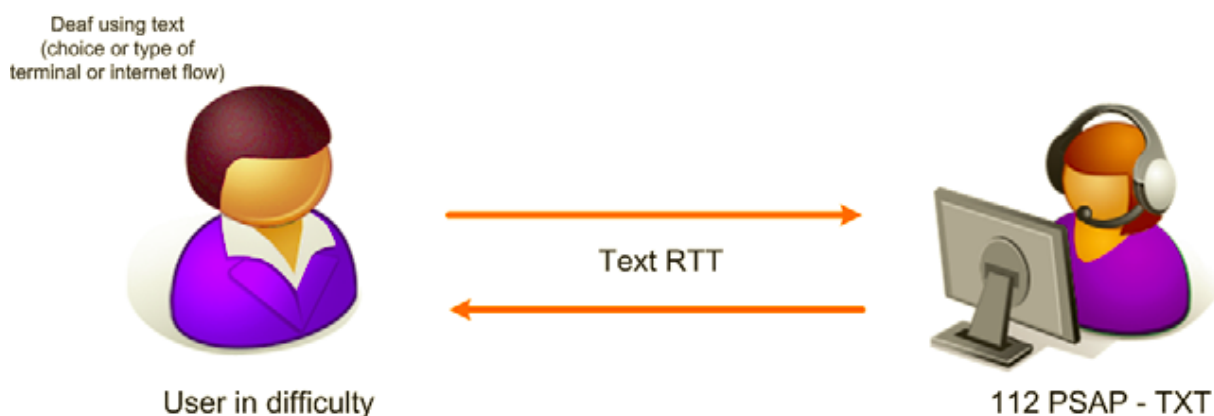 Deaf using text
(choice or type of
terminal or internet flow)
Text RTT
User in difficulty
112 PSAP - TXT